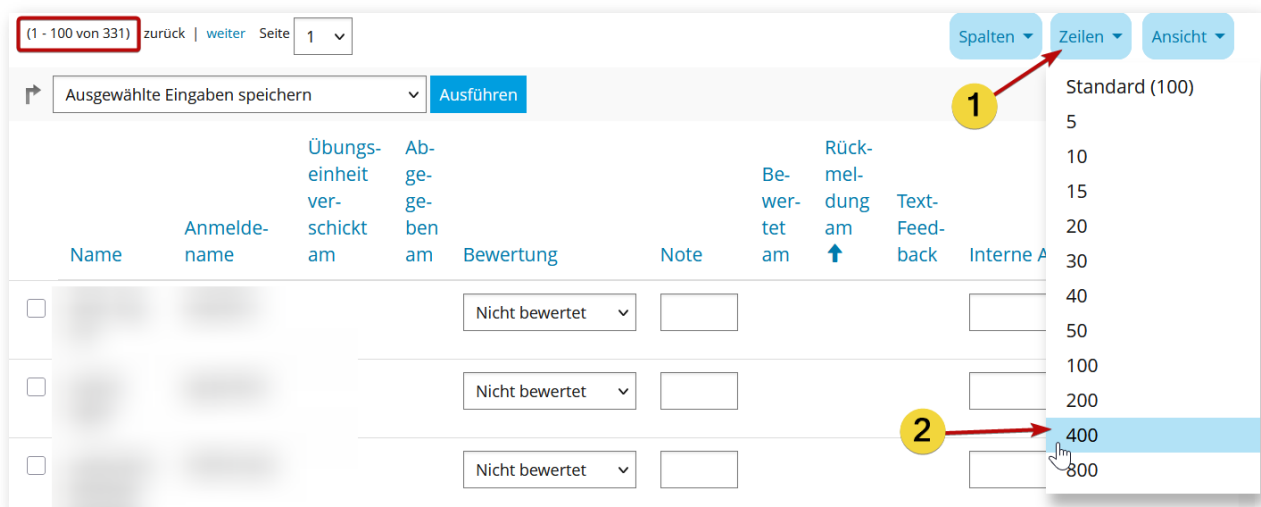 (1 - 100 von 331) zurück | weiter Seite 1
Spalten Zeilen Ansicht
Ausgewählte Eingaben speichern Ausführen
1
Standard (100)
5
10
15
20
30
40
50
100
200
400
800
2
Name
Anmelde-
name
Übungs-
einheit
ver-
schickt
am
Ab-
ge-
ge-
ben
am
Bewertung
Note
Be-
wer-
tet
am
Rück-
mel-
dung
am
Text-
Feed-
back
Interne A
Nicht bewertet
Nicht bewertet
Nicht bewertet